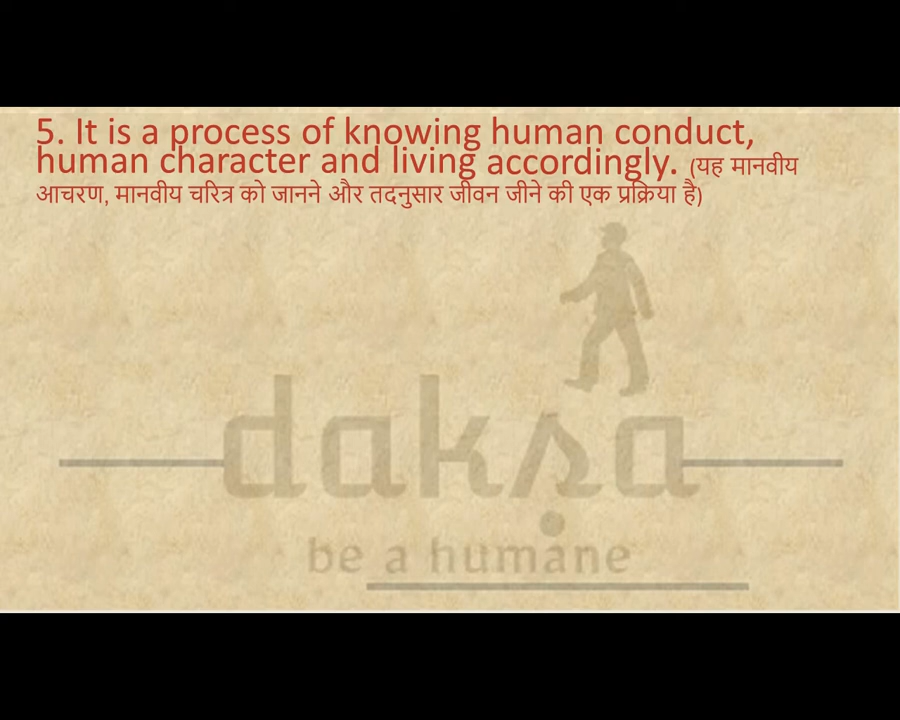 5. It is a process of knowing human conduct,
human character and living accordingly. (यह मानवीय
आचरण, मानवीय चरित्र को जानने और तदनुसार जीवन जीने की एक प्रक्रिया है)
dakṣa
be a humane